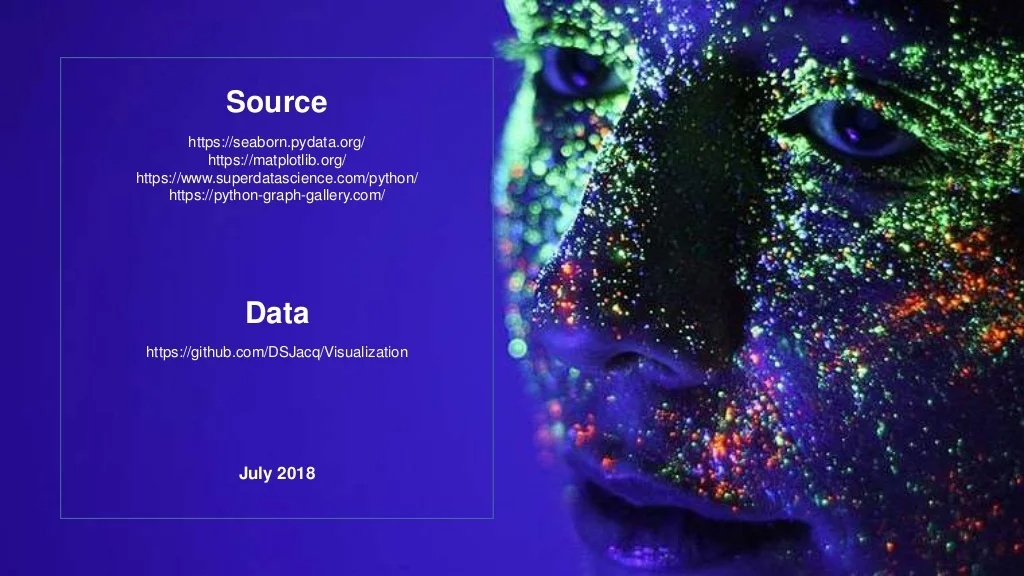 Source
https://seaborn.pydata.org/
https://matplotlib.org/
https://www.superdatascience.com/python/
https://python-graph-gallery.com/
Data
https://github.com/DSJacq/Visualization
July 2018